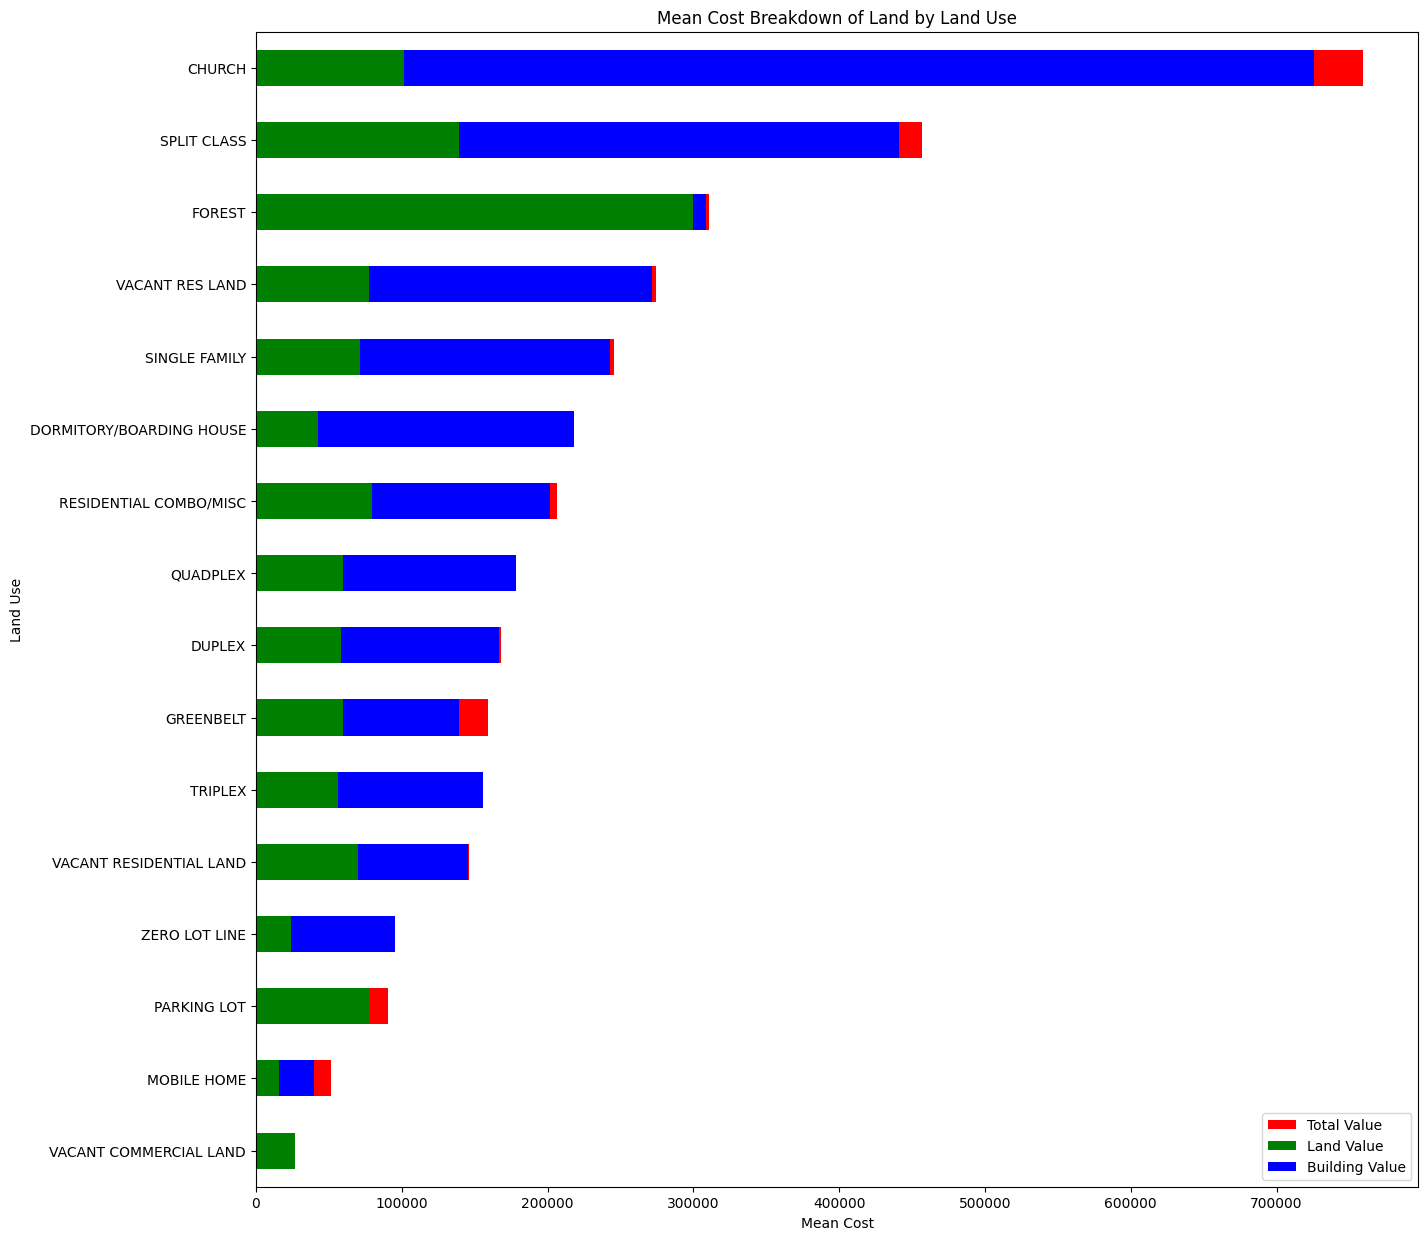 Mean Cost Breakdown of Land by Land Use
CHURCH
SPLIT CLASS
FOREST
VACANT RES LAND
SINGLE FAMILY
DORMITORY/BOARDING HOUSE
RESIDENTIAL COMBO/MISC
QUADPLEX
DUPLEX
GREENBELT
TRIPLEX
VACANT RESIDENTIAL LAND
ZERO LOT LINE
PARKING LOT
MOBILE HOME
VACANT COMMERCIAL LAND
Land Use
0 100000 200000 300000 400000 500000 600000 700000
Mean Cost
Total Value
Land Value
Building Value